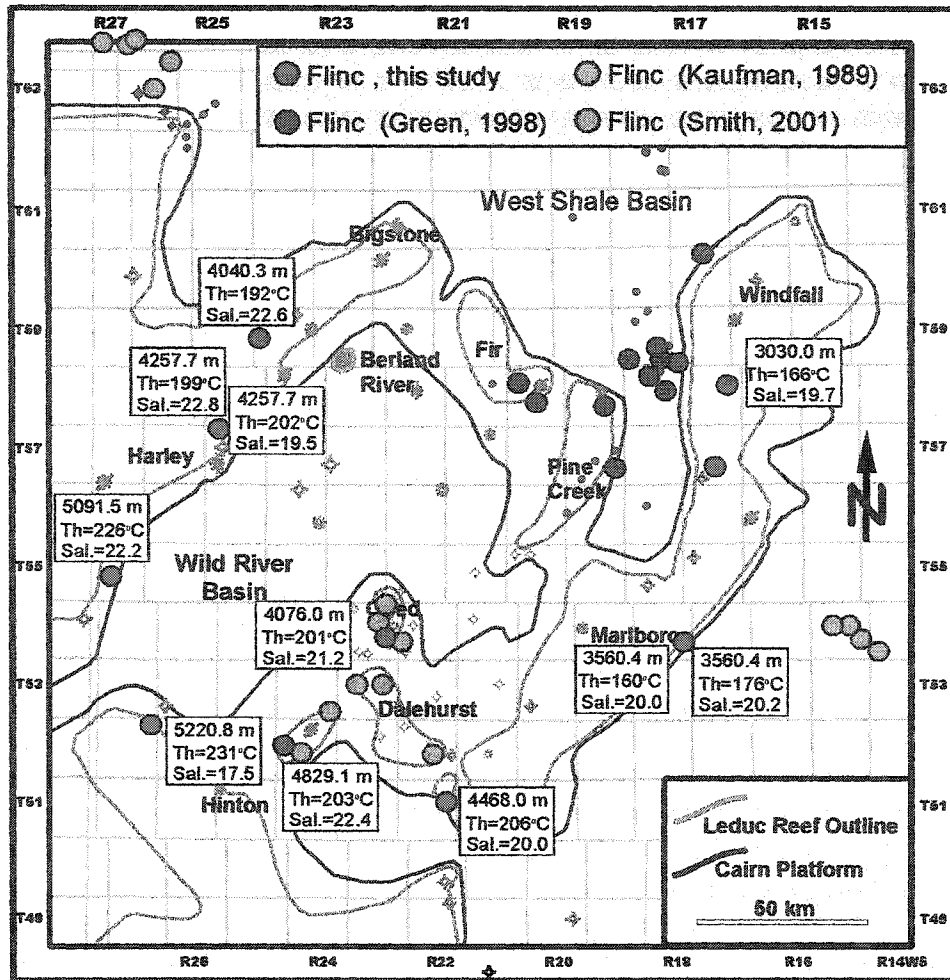 R27 R25 R23 R21 R19 R17 R15
Flinc , this study
Flinc (Kaufman, 1989)
Flinc (Green, 1998)
Flinc (Smith, 2001)
T63
T61
T61
West Shale Basin
Bigstone
4040.3 m
Th=192°C
Sal.=22.6
Windfall
T59
Fir
Berland
River
3030.0 m
Th=166°C
Sal.=19.7
4257.7 m
Th=199°C
Sal.=22.8
4257.7 m
Th=202°C
Sal.=19.5
T57
T57
Harley
Pine
Creek
N
5091.5 m
Th=226°C
Sal.=22.2
T55
T55
Wild River
Basin
4076.0 m
Th=201°C
Sal.=21.2
Marlboro
3560.4 m
Th=160°C
Sal.=20.0
3560.4 m
Th=176°C
Sal.=20.2
T53
T53
Dalehurst
5220.8 m
Th=231°C
Sal.=17.5
Hinton
4829.1 m
Th=203°C
Sal.=22.4
4468.0 m
Th=206°C
Sal.=20.0
T51
T51
Leduc Reef Outline
Cairn Platform
50 km
R26 R24 R22 R20 R18 R16 R14W5